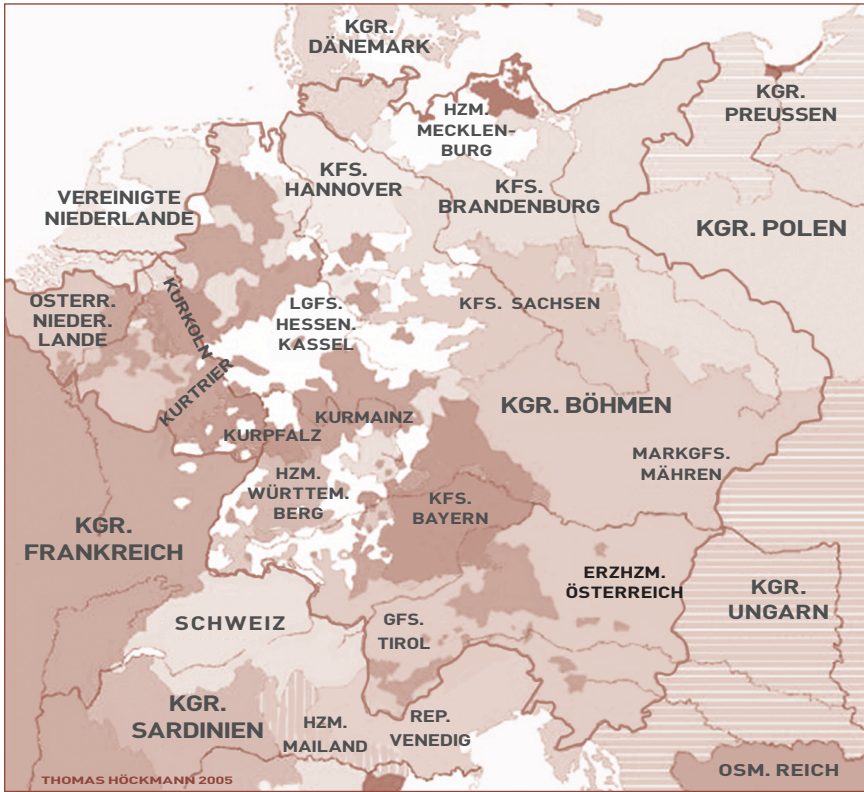 KGR.
DÄNEMARK
HZM.
MECKLEN-
BURG
KGR.
PREUSSEN
KFS.
HANNOVER
KFS.
BRANDENBURG
VEREINIGTE
NIEDERLANDE
KGR. POLEN
OSTERR.
NIEDER.
LANDE
KURKOLN
LGFS.
HESSEN.
KASSEL
KFS. SACHSEN
KURTRIER
KURPFALZ
KURMAINZ
KGR. BÖHMEN
MARKGFS.
MÄHREN
HZM.
WÜRTTEM.
BERG
KFS.
BAYERN
KGR.
FRANKREICH
ERZHZM.
ÖSTERREICH
KGR.
UNGARN
SCHWEIZ
GFS.
TIROL
KGR.
SARDINIEN
HZM.
MAILAND
REP.
VENEDIG
OSM. REICH
THOMAS HÖCKMANN 2005